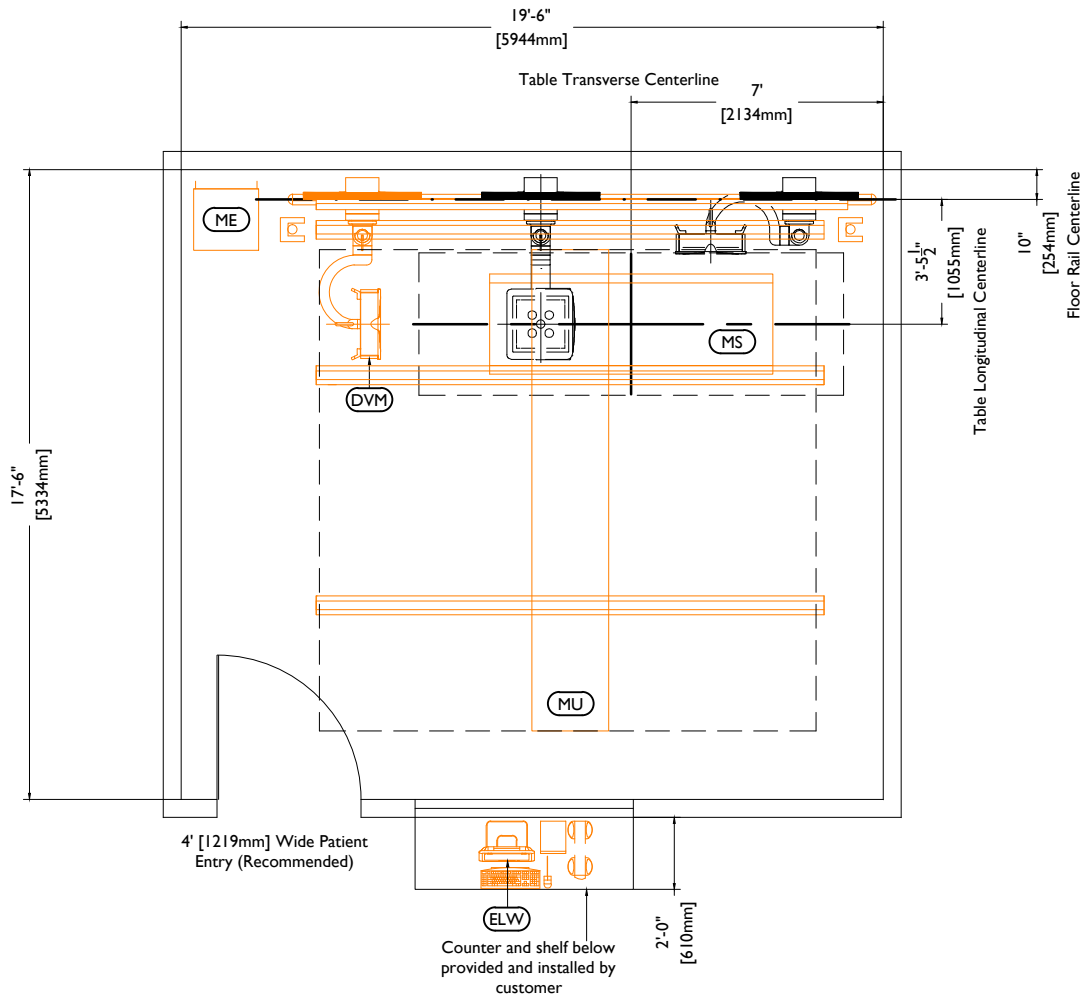 19'-6"
[5944mm]
Table Transverse Centerline
7'
[2134mm]
ME
10"
[254mm]
Floor Rail Centerline
3'-5 1/2"
[1055mm]
Table Longitudinal Centerline
MS
DVM
17'-6"
[5334mm]
MU
4' [1219mm] Wide Patient
Entry (Recommended)
2'-0"
[610mm]
ELW
Counter and shelf below
provided and installed by
customer